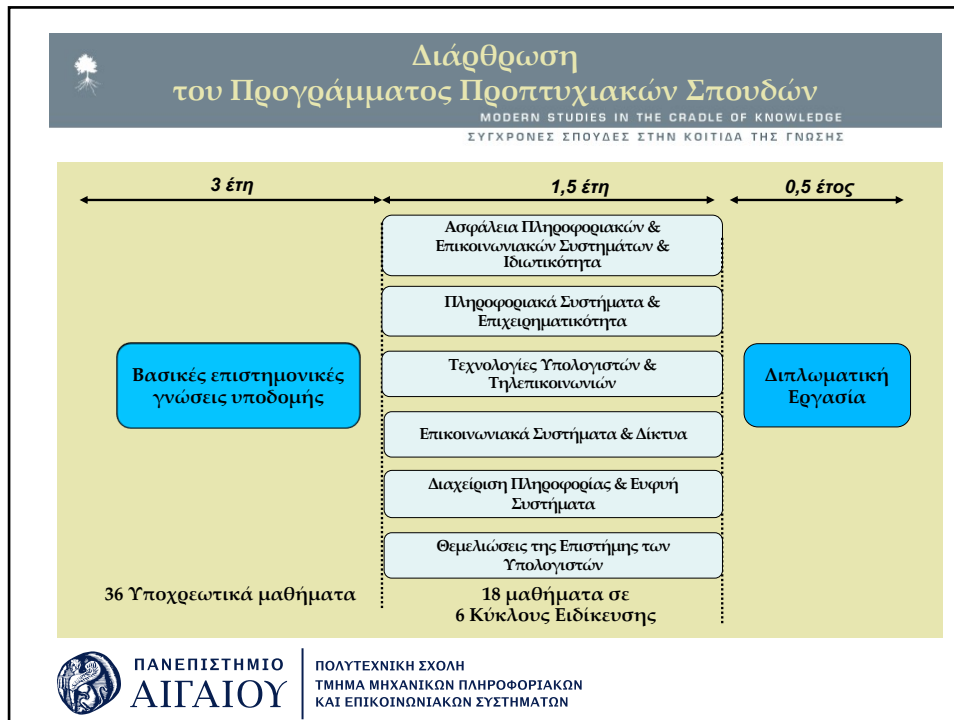 Διάρθρωση
του Προγράμματος Προπτυχιακών Σπουδών
MODERN STUDIES IN THE CRADLE OF KNOWLEDGE
ΣΥΓΧΡΟΝΕΣ ΣΠΟΥΔΕΣ ΣΤΗΝ ΚΟΙΤΙΔΑ ΤΗΣ ΓΝΩΣΗΣ
3 έτη
1,5 έτη
0,5 έτος
Βασικές επιστημονικές
γνώσεις υποδομής
Ασφάλεια Πληροφοριακών &
Επικοινωνιακών Συστημάτων &
Ιδιωτικότητα
Πληροφοριακά Συστήματα &
Επιχειρηματικότητα
Τεχνολογίες Υπολογιστών &
Τηλεπικοινωνιών
Επικοινωνιακά Συστήματα & Δίκτυα
Διαχείριση Πληροφορίας & Ευφυή
Συστήματα
Θεμελιώσεις της Επιστήμης των
Υπολογιστών
Διπλωματική
Εργασία
36 Υποχρεωτικά μαθήματα
18 μαθήματα σε
6 Κύκλους Ειδίκευσης
ΠΑΝΕΠΙΣΤΗΜΙΟ
ΑΙΓΑΙΟΥ
ΠΟΛΥΤΕΧΝΙΚΗ ΣΧΟΛΗ
ΤΜΗΜΑ ΜΗΧΑΝΙΚΩΝ ΠΛΗΡΟΦΟΡΙΑΚΩΝ
ΚΑΙ ΕΠΙΚΟΙΝΩΝΙΑΚΩΝ ΣΥΣΤΗΜΑΤΩΝ